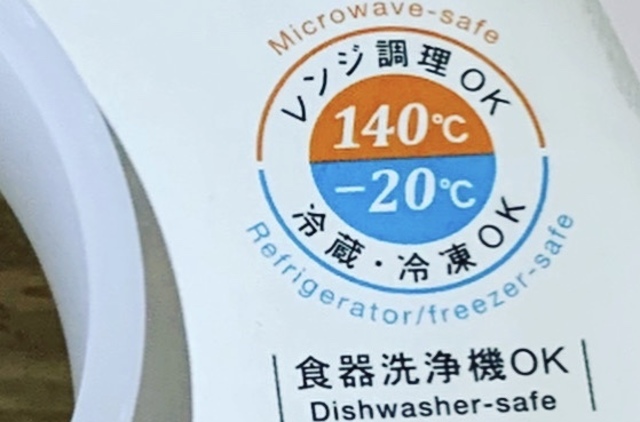 Microwave-safe
レンジ調理OK
140℃
−20℃
冷蔵・冷凍OK
Refrigerator/freezer-safe
食器洗浄機OK
Dishwasher-safe